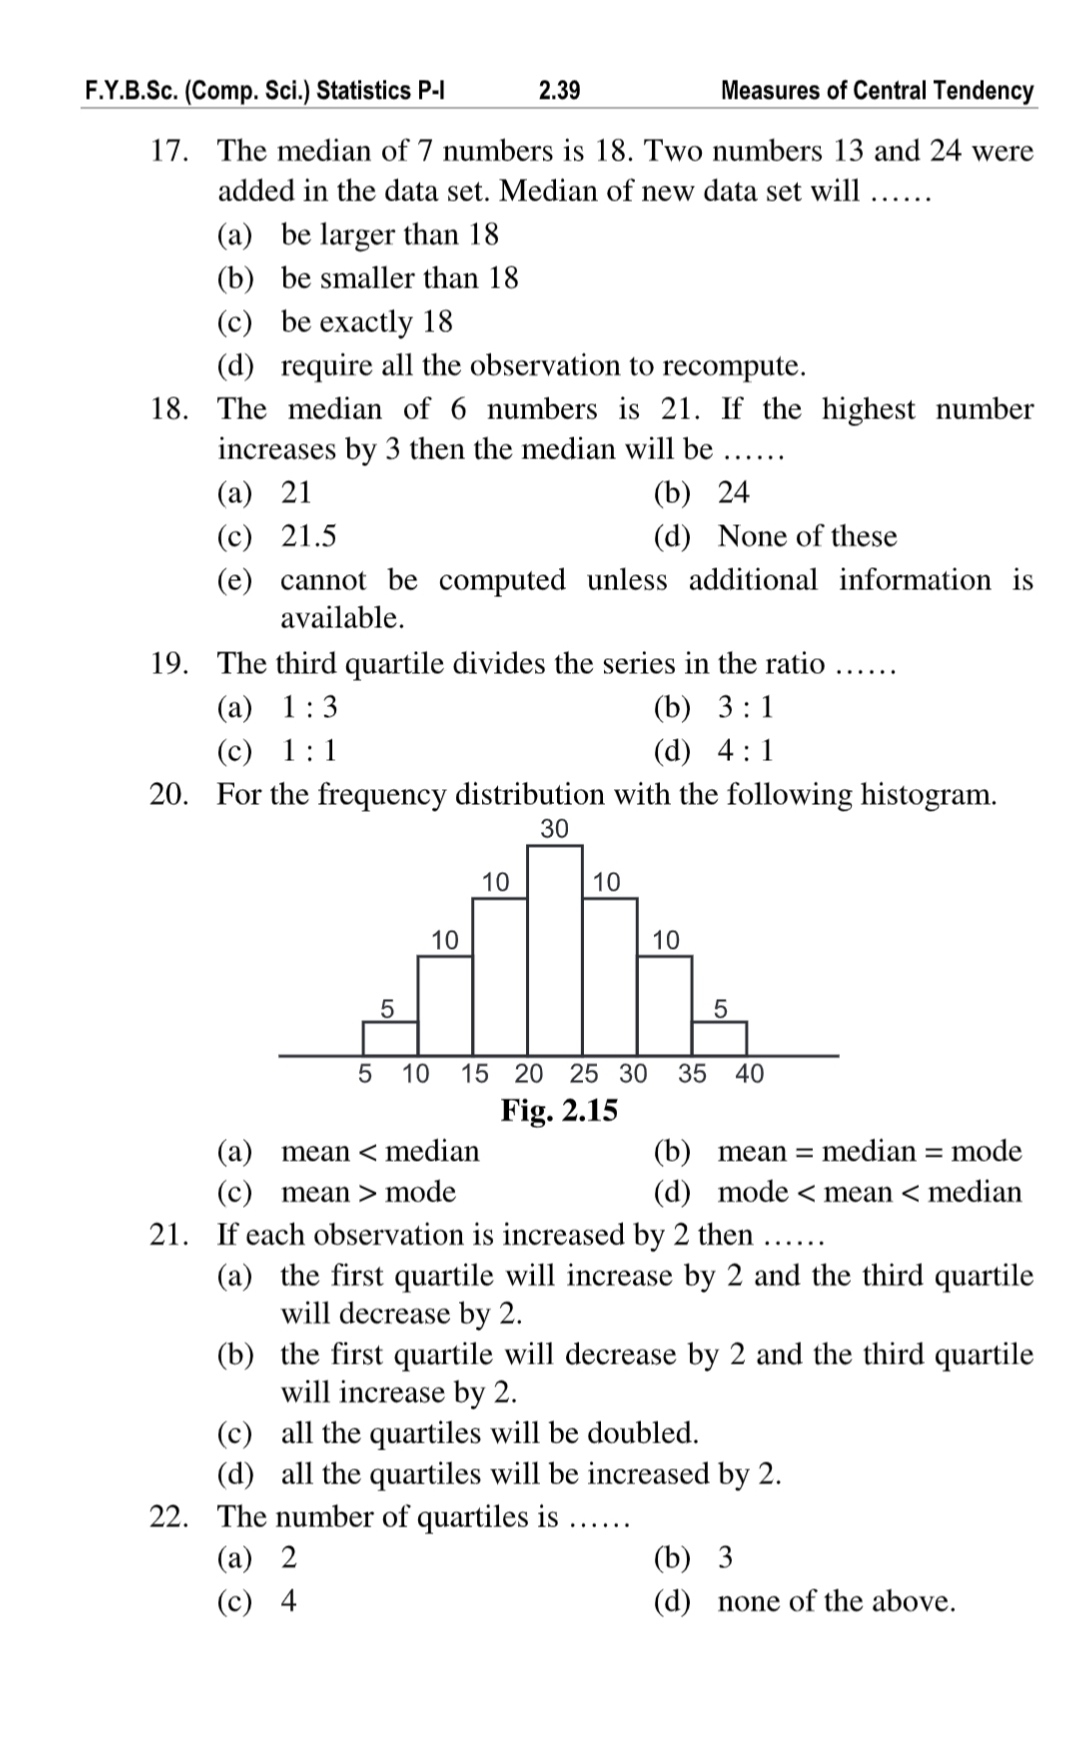 F.Y.B.Sc. (Comp. Sci.) Statistics P-I 2.39 Measures of Central Tendency
17. The median of 7 numbers is 18. Two numbers 13 and 24 were
added in the data set. Median of new data set will ……
(a) be larger than 18
(b) be smaller than 18
(c) be exactly 18
(d) require all the observation to recompute.
18. The median of 6 numbers is 21. If the highest number
increases by 3 then the median will be ……
(a) 21 (b) 24
(c) 21.5 (d) None of these
(e) cannot be computed unless additional information is
available.
19. The third quartile divides the series in the ratio ……
(a) 1 : 3 (b) 3 : 1
(c) 1 : 1 (d) 4 : 1
20. For the frequency distribution with the following histogram.
30
10 10
10 10
5 5
5 10 15 20 25 30 35 40
Fig. 2.15
(a) mean < median (b) mean = median = mode
(c) mean > mode (d) mode < mean < median
21. If each observation is increased by 2 then ……
(a) the first quartile will increase by 2 and the third quartile
will decrease by 2.
(b) the first quartile will decrease by 2 and the third quartile
will increase by 2.
(c) all the quartiles will be doubled.
(d) all the quartiles will be increased by 2.
22. The number of quartiles is ……
(a) 2 (b) 3
(c) 4 (d) none of the above.